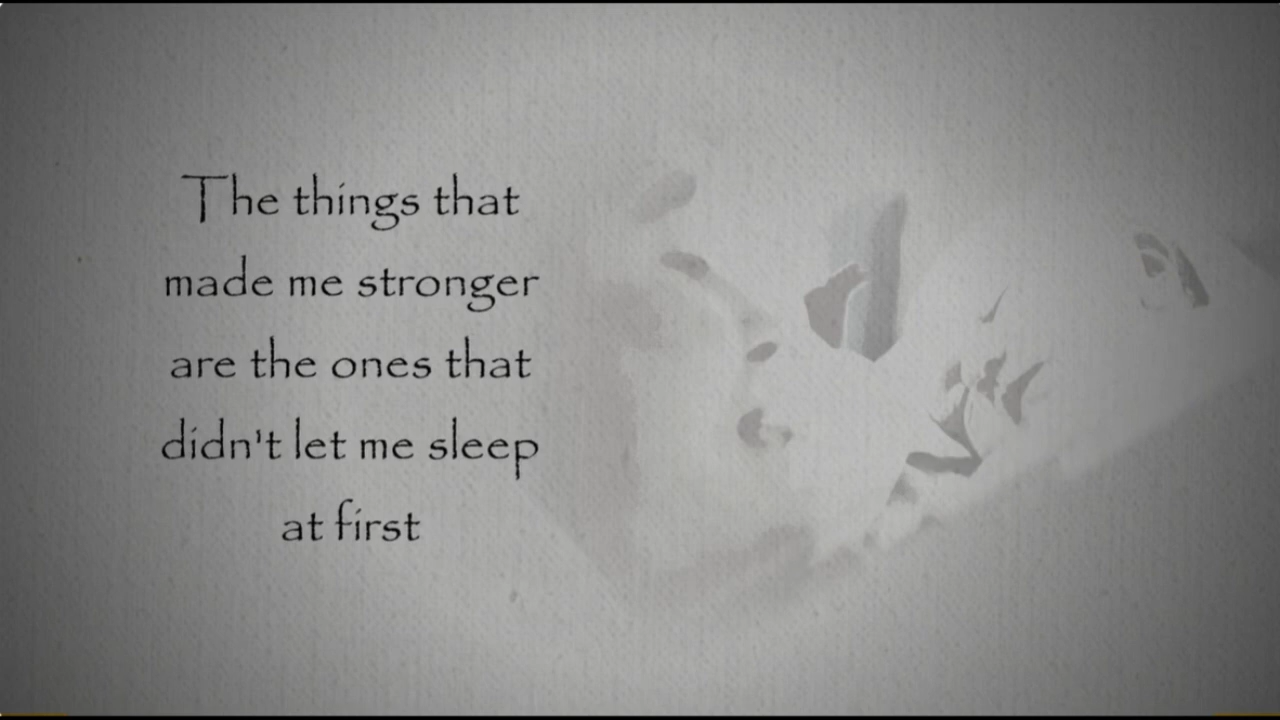 The things that
made me stronger
are the ones that
didn't let me sleep
at first